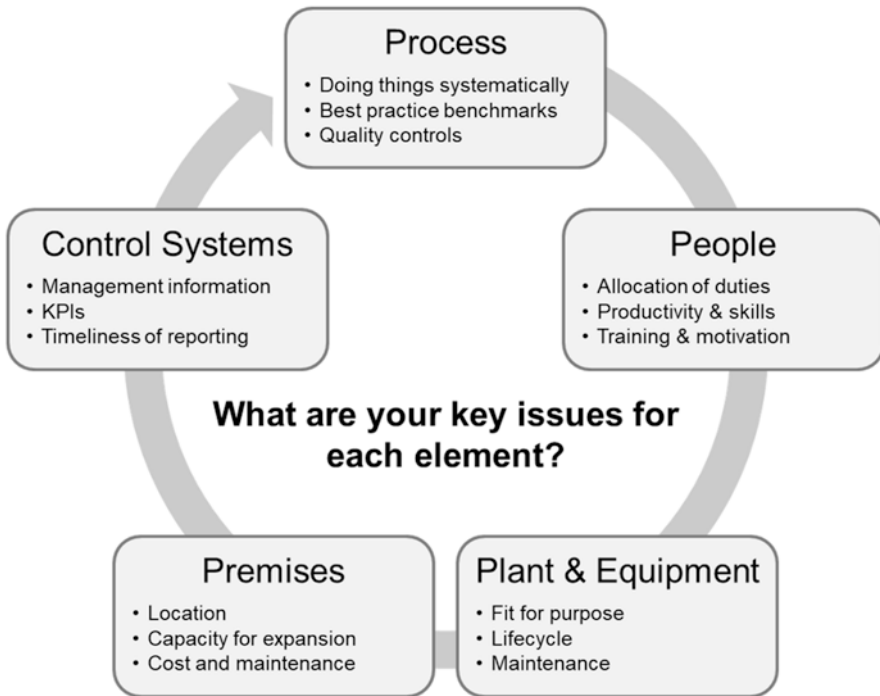 Process
• Doing things systematically
• Best practice benchmarks
• Quality controls
People
• Allocation of duties
• Productivity & skills
• Training & motivation
Plant & Equipment
• Fit for purpose
• Lifecycle
• Maintenance
Premises
• Location
• Capacity for expansion
• Cost and maintenance
Control Systems
• Management information
• KPIs
• Timeliness of reporting
What are your key issues for
each element?